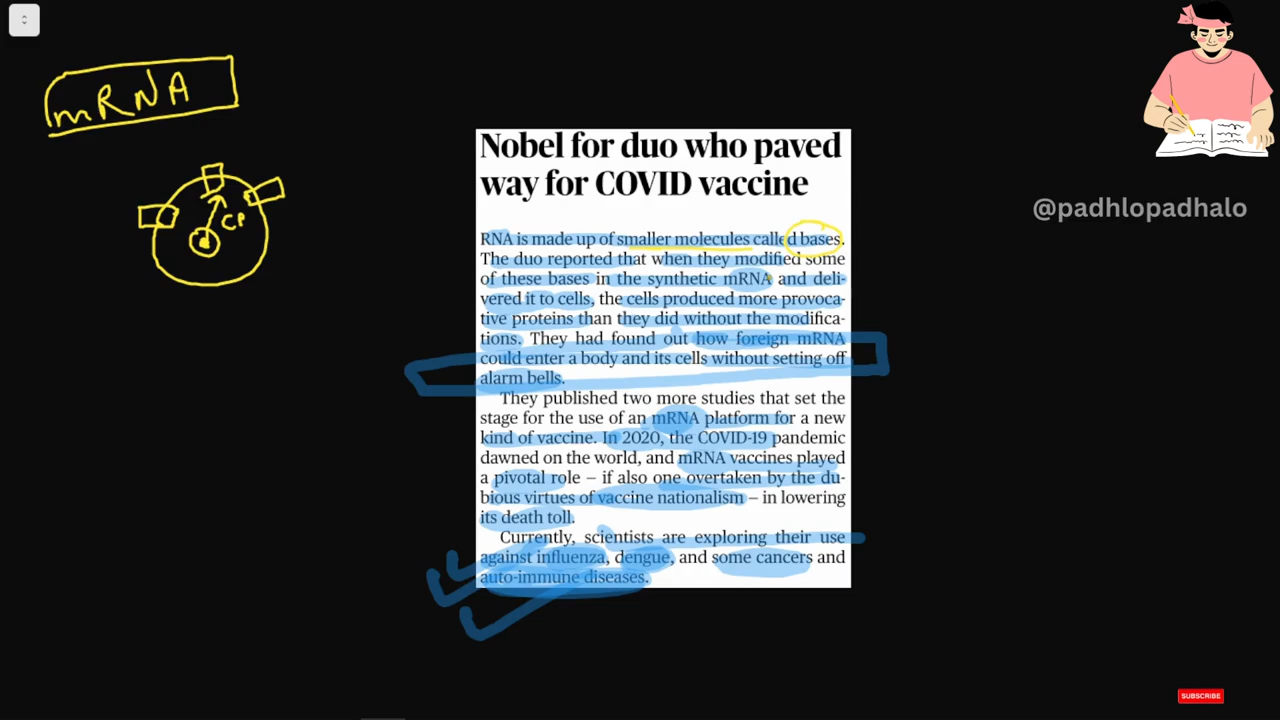 mRNA
CP
Nobel for duo who paved
way for COVID vaccine
RNA is made up of smaller molecules called bases.
The duo reported that when they modified some
of these bases in the synthetic mRNA and deli-
vered it to cells, the cells produced more provoca-
tive proteins than they did without the modifica-
tions. They had found out how foreign mRNA
could enter a body and its cells without setting off
alarm bells.
They published two more studies that set the
stage for the use of an mRNA platform for a new
kind of vaccine. In 2020, the COVID-19 pandemic
dawned on the world, and mRNA vaccines played
a pivotal role – if also one overtaken by the du-
bious virtues of vaccine nationalism – in lowering
its death toll.
Currently, scientists are exploring their use
against influenza, dengue, and some cancers and
auto-immune diseases.
@padhlopadhalo
SUBSCRIBE